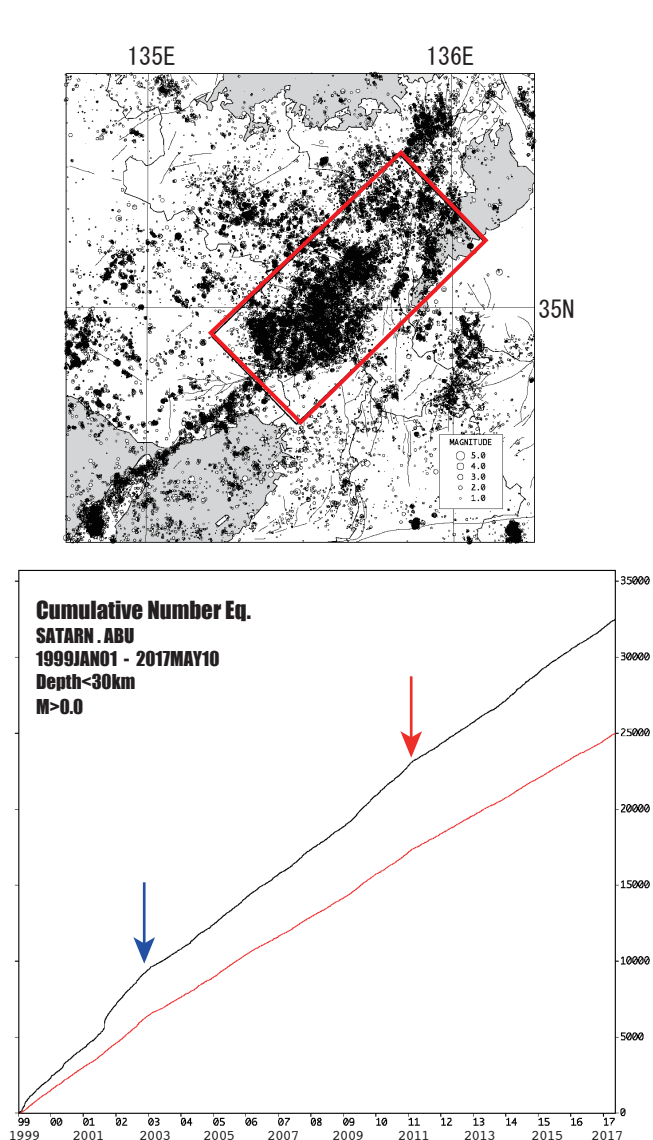 135E 136E
35N
MAGNITUDE
5.0
4.0
3.0
2.0
1.0
Cumulative Number Eq.
SATARN . ABU
1999JAN01 - 2017MAY10
Depth<30km
M>0.0
35000
30000
25000
20000
15000
10000
5000
0
99 00 01 02 03 04 05 06 07 08 09 10 11 12 13 14 15 16 17
1999 2001 2003 2005 2007 2009 2011 2013 2015 2017